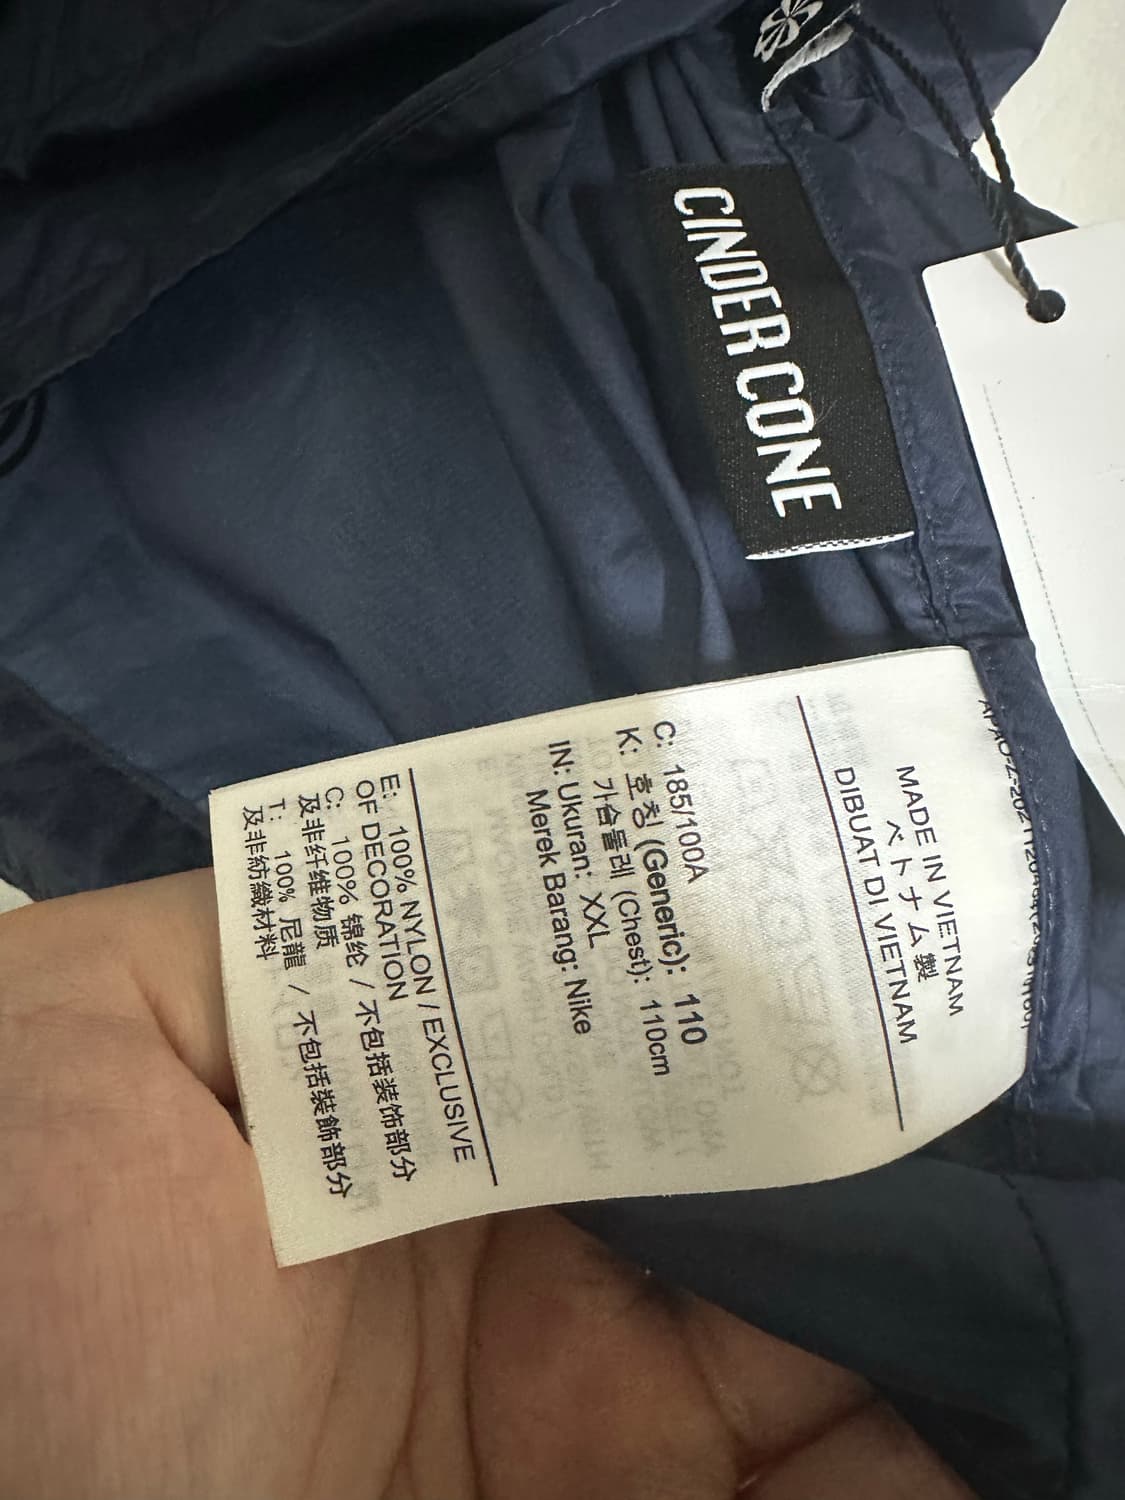 CINDER CONE
MADE IN VIETNAM
ベトナム製
DIBUAT DI VIETNAM
C: 185/100A
K: 호칭 (Generic): 110
가슴둘레 (Chest): 110cm
IN: Ukuran: XXL
Merek Barang: Nike
E: 100% NYLON / EXCLUSIVE
OF DECORATION
C: 100% 锦纶 / 不包括装饰部分
及非纤维物质
T: 100% 尼龍 / 不包括裝飾部分
及非紡織材料